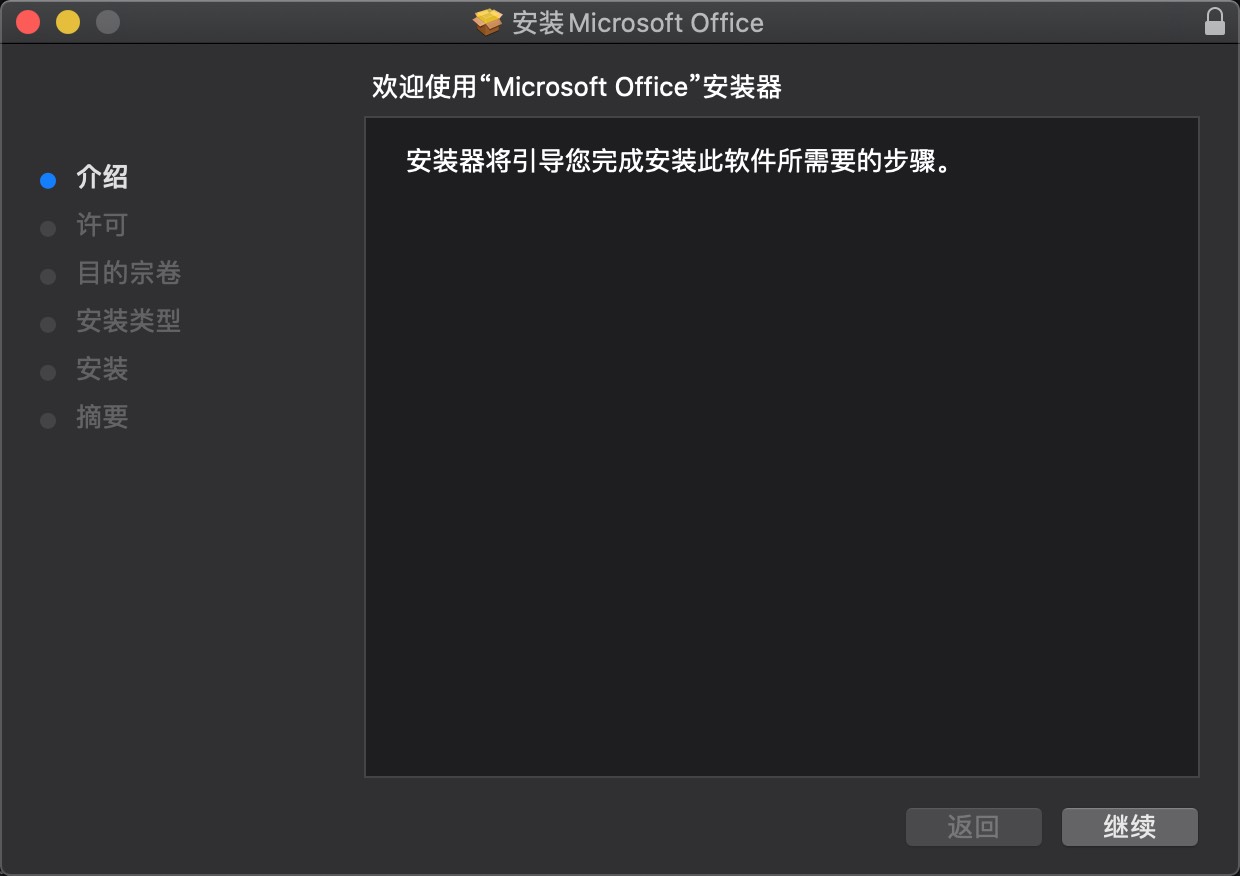 安装Microsoft Office
欢迎使用“Microsoft Office”安装器
介绍
许可
目的宗卷
安装类型
安装
摘要
安装器将引导您完成安装此软件所需要的步骤。
返回
继续